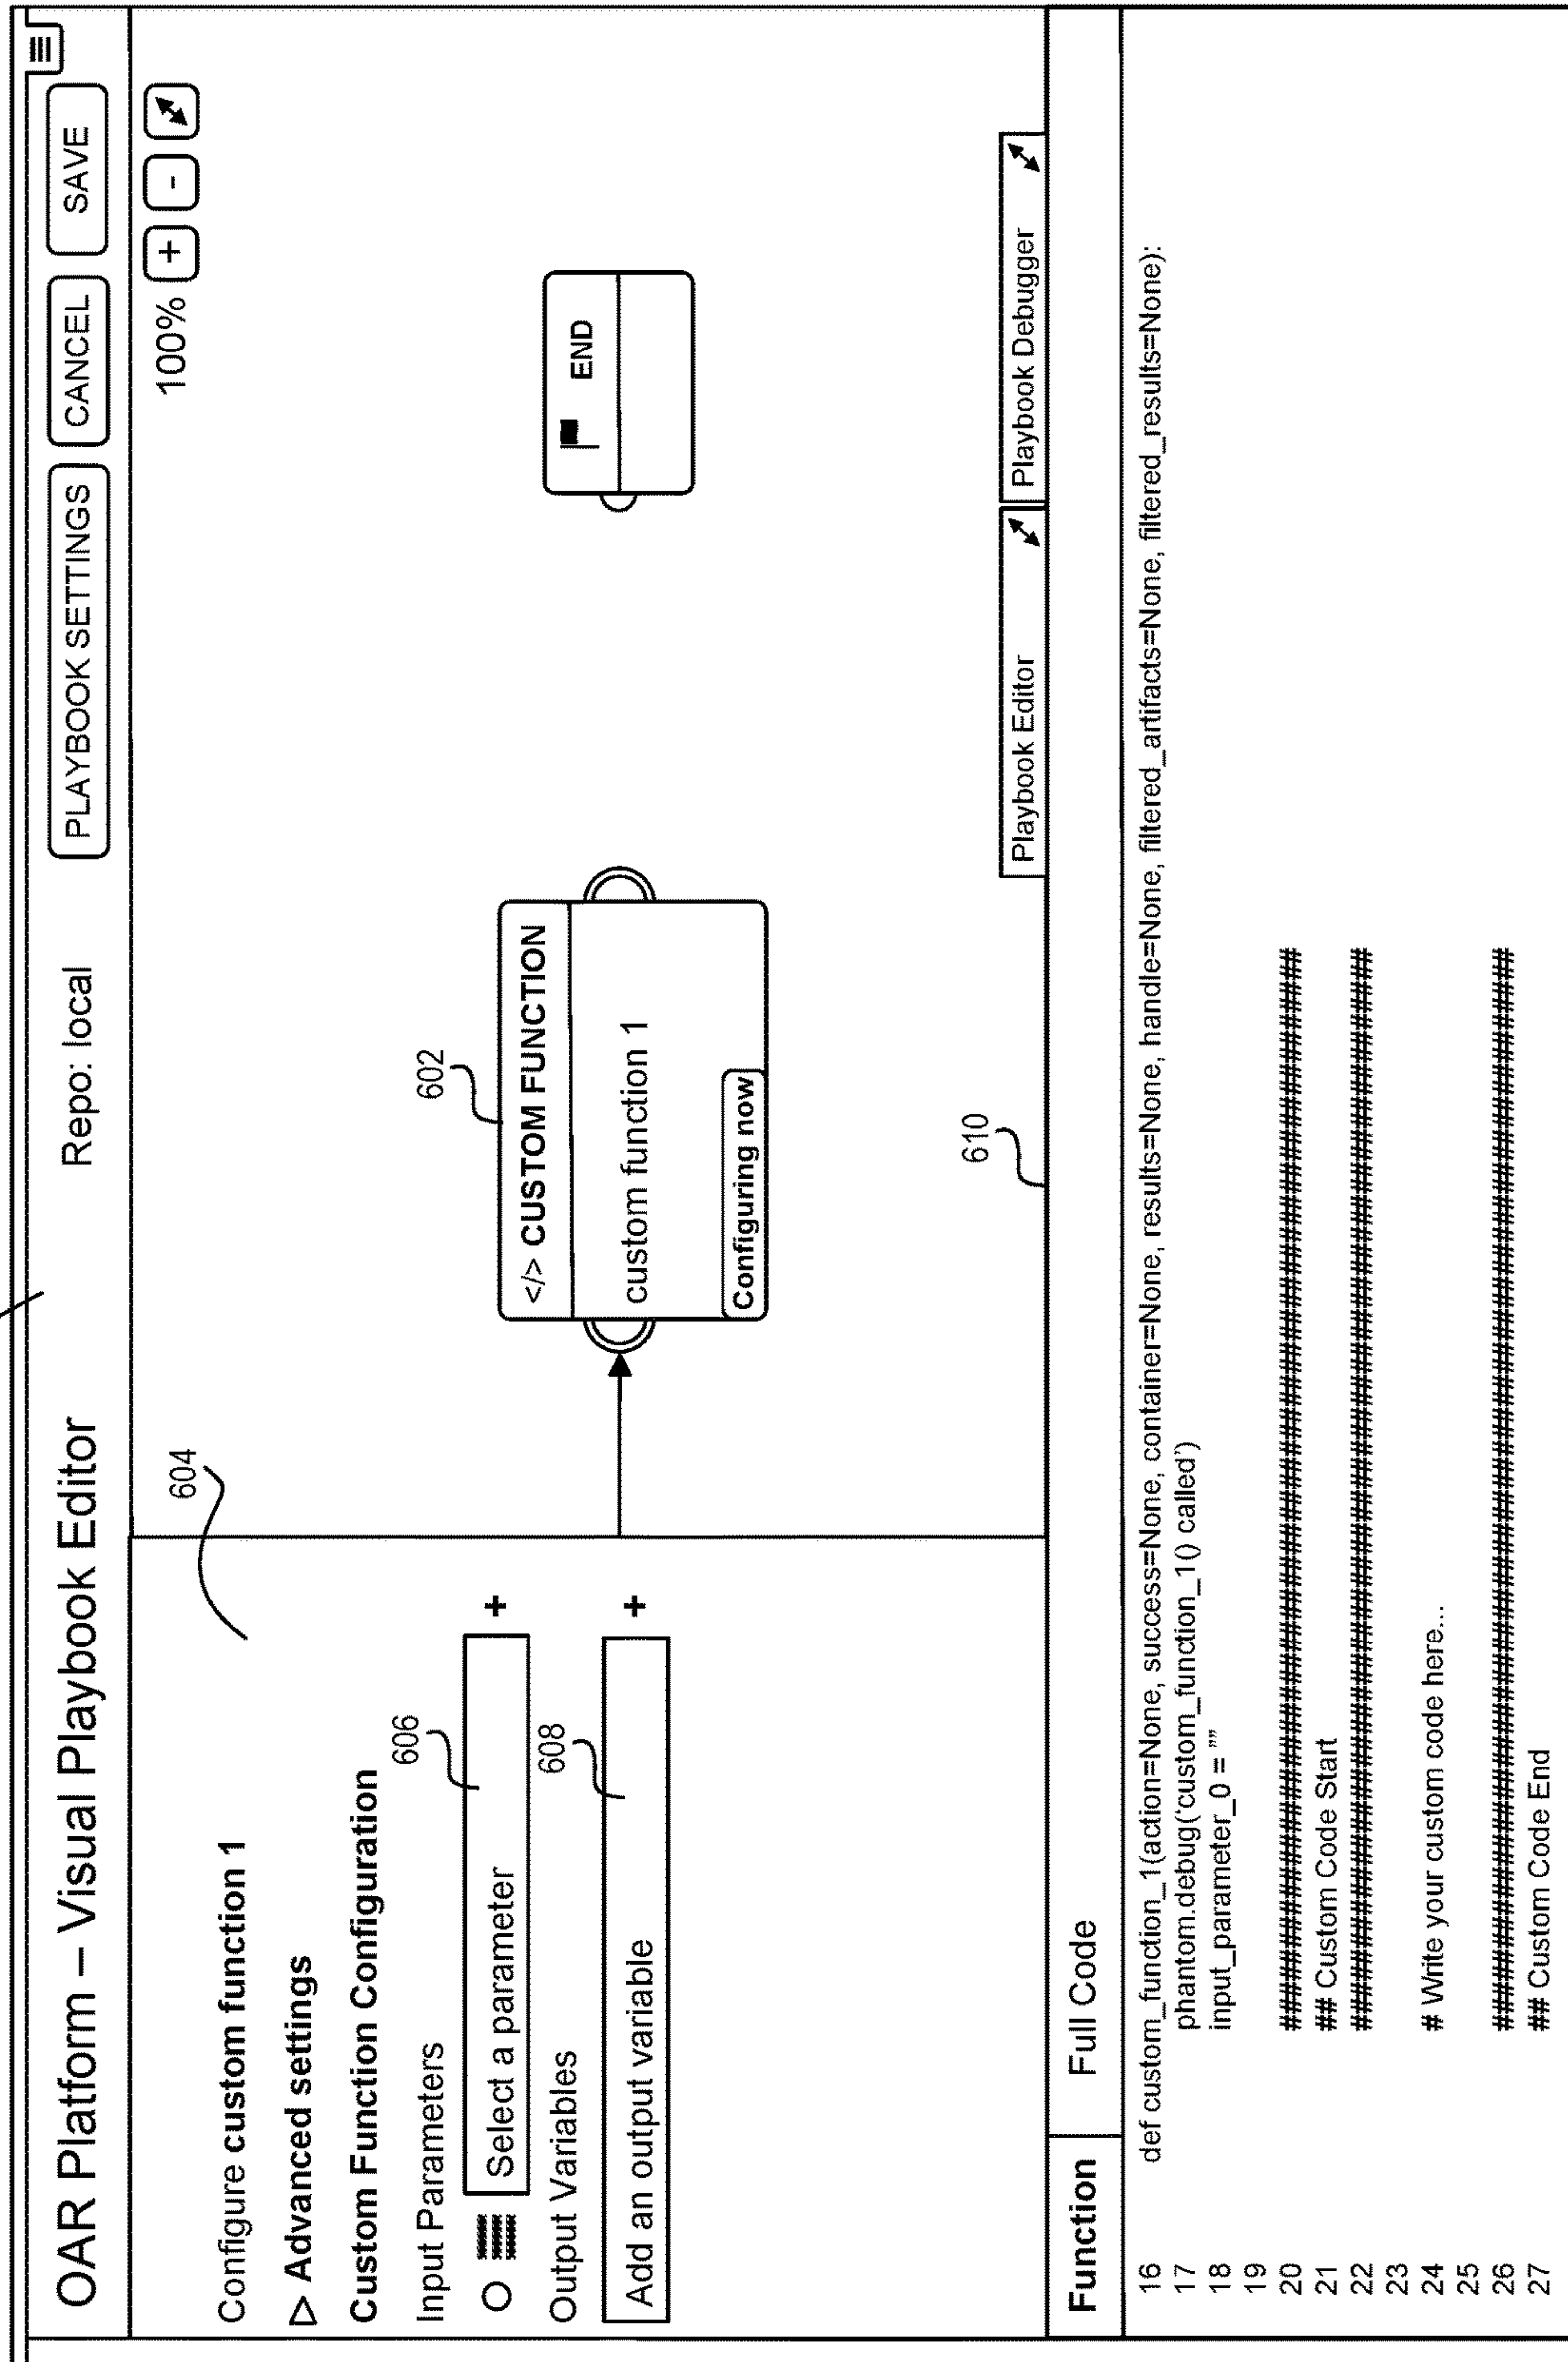 OAR Platform – Visual Playbook Editor
Repo: local
PLAYBOOK SETTINGS
CANCEL
SAVE
100%
+
-
604
Configure custom function 1
▷ Advanced settings
Custom Function Configuration
Input Parameters
606
Select a parameter
+
Output Variables
608
Add an output variable
+
602
</> CUSTOM FUNCTION
custom function 1
Configuring now
END
610
Playbook Editor
Playbook Debugger
Function
Full Code
16 def custom_function_1(action=None, success=None, container=None, results=None, handle=None, filtered_artifacts=None, filtered_results=None):
17 phantom.debug(‘custom_function_1() called’)
18 input_parameter_0 = “”
19
20 ################################################################################
21 ## Custom Code Start
22 ################################################################################
23
24 # Write your custom code here...
25
26 ################################################################################
27 ## Custom Code End